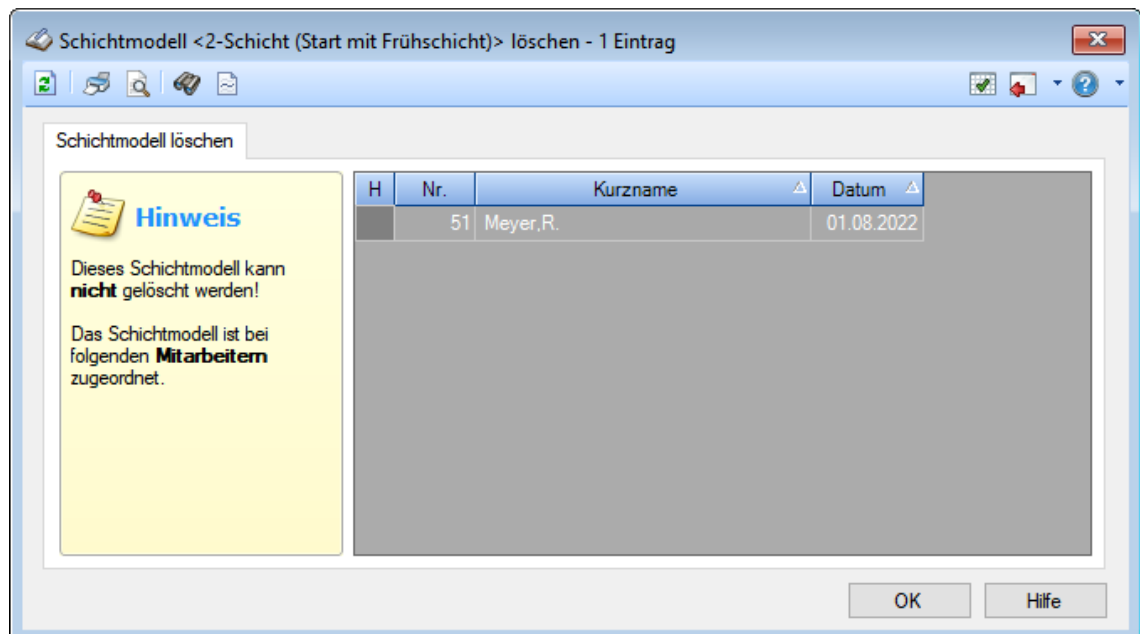 Schichtmodell <2-Schicht (Start mit Frühschicht)> löschen - 1 Eintrag
Schichtmodell löschen
Hinweis
Dieses Schichtmodell kann
nicht gelöscht werden!
Das Schichtmodell ist bei
folgenden Mitarbeitern
zugeordnet.
H Nr. Kurzname Datum
51 Meyer,R. 01.08.2022
OK Hilfe